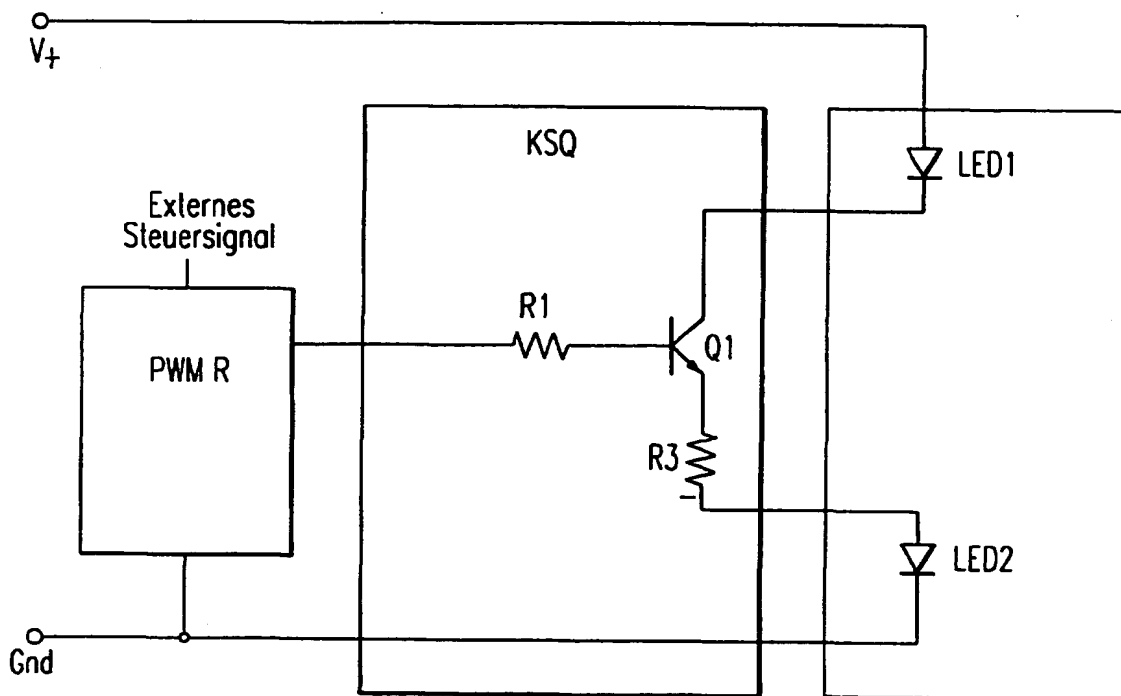 V+
KSQ
LED1
Externes
Steuersignal
R1
PWM R
Q1
R3
LED2
Gnd